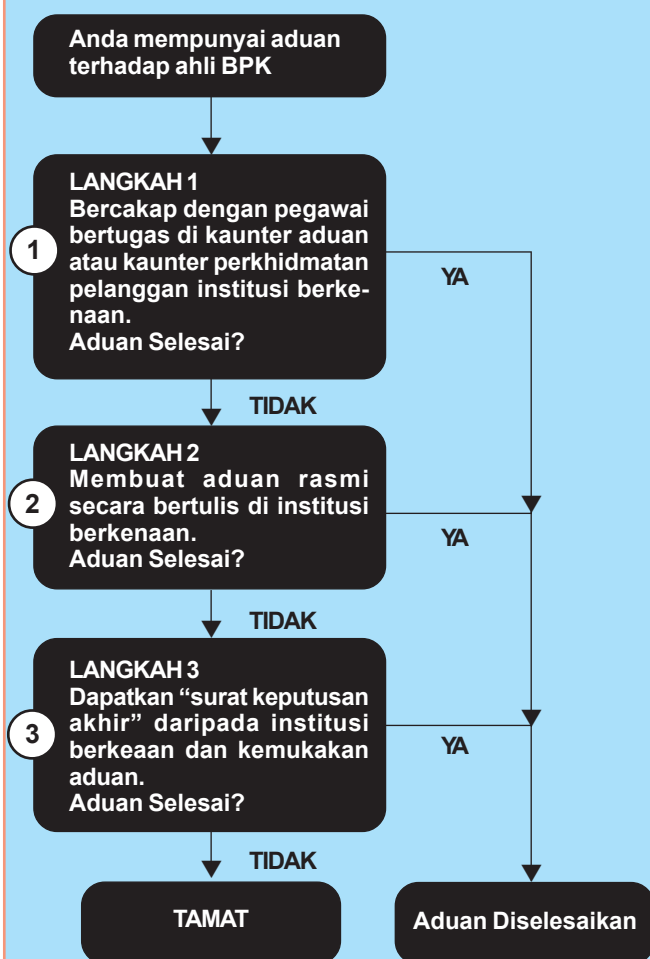 Anda mempunyai aduan
terhadap ahli BPK
LANGKAH 1
Bercakap dengan pegawai
bertugas di kaunter aduan
atau kaunter perkhidmatan
pelanggan institusi berke-
naan.
Aduan Selesai?
1
YA
TIDAK
LANGKAH 2
Membuat aduan rasmi
secara bertulis di institusi
berkenaan.
Aduan Selesai?
2
YA
TIDAK
LANGKAH 3
Dapatkan “surat keputusan
akhir” daripada institusi
berkeaan dan kemukakan
aduan.
Aduan Selesai?
3
YA
TIDAK
TAMAT
Aduan Diselesaikan